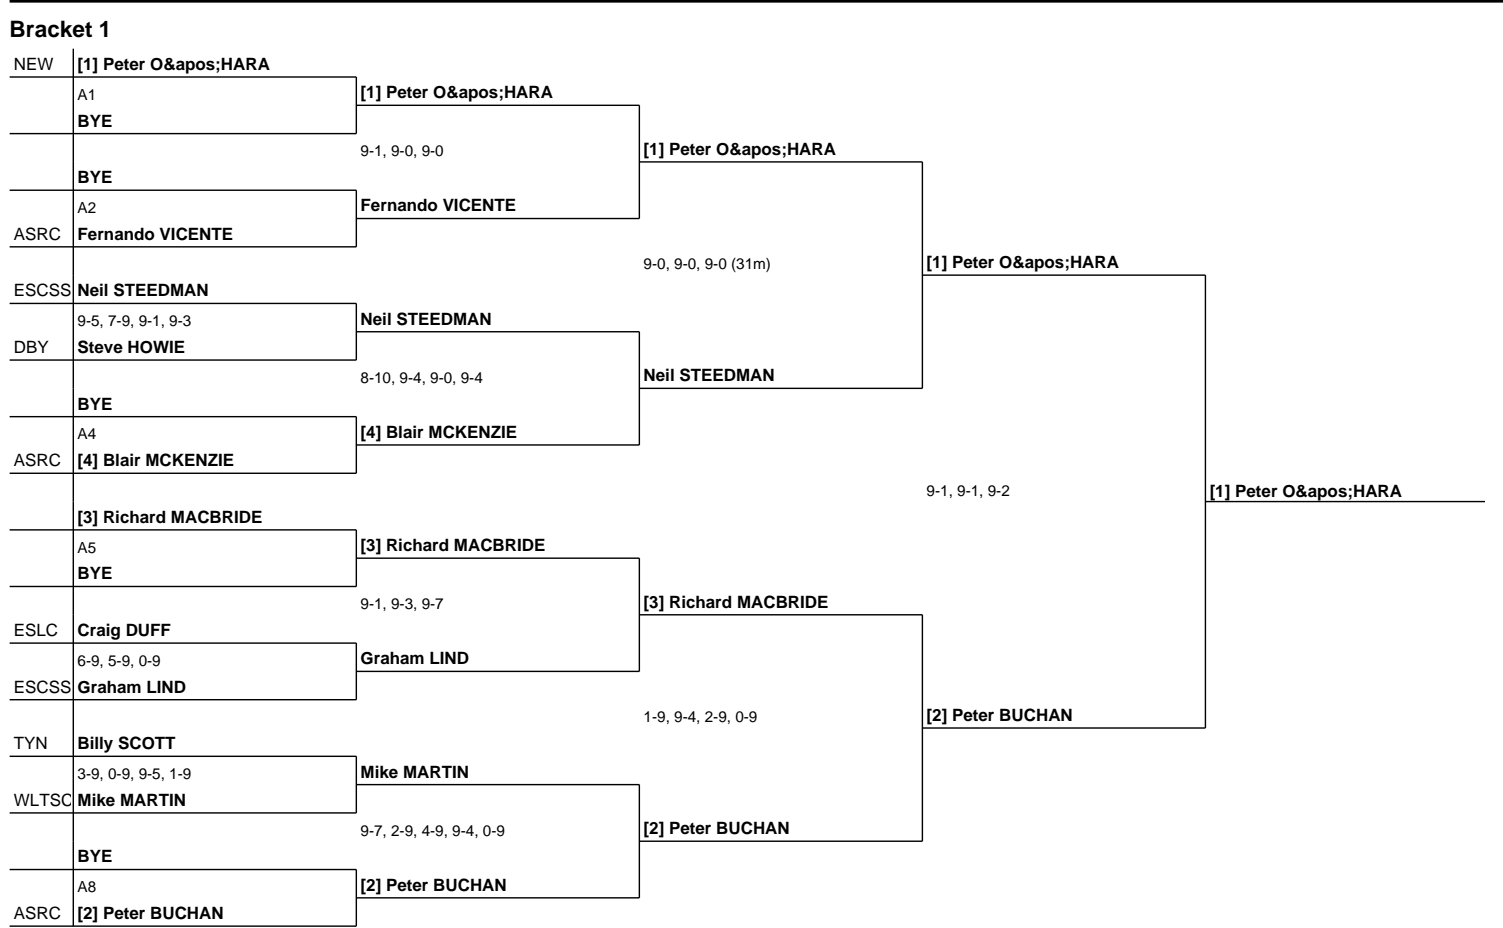 Bracket 1
NEW [1] Peter O&apos;HARA
A1 [1] Peter O&apos;HARA
BYE
9-1, 9-0, 9-0 [1] Peter O&apos;HARA
BYE
A2 Fernando VICENTE
ASRC Fernando VICENTE
9-0, 9-0, 9-0 (31m) [1] Peter O&apos;HARA
ESCSS Neil STEEDMAN
9-5, 7-9, 9-1, 9-3 Neil STEEDMAN
DBY Steve HOWIE
8-10, 9-4, 9-0, 9-4 Neil STEEDMAN
BYE
A4 [4] Blair MCKENZIE
ASRC [4] Blair MCKENZIE
9-1, 9-1, 9-2 [1] Peter O&apos;HARA
[3] Richard MACBRIDE
A5 [3] Richard MACBRIDE
BYE
9-1, 9-3, 9-7 [3] Richard MACBRIDE
ESLC Craig DUFF
6-9, 5-9, 0-9 Graham LIND
ESCSS Graham LIND
1-9, 9-4, 2-9, 0-9 [2] Peter BUCHAN
TYN Billy SCOTT
3-9, 0-9, 9-5, 1-9 Mike MARTIN
WLTSC Mike MARTIN
9-7, 2-9, 4-9, 9-4, 0-9 [2] Peter BUCHAN
BYE
A8 [2] Peter BUCHAN
ASRC [2] Peter BUCHAN